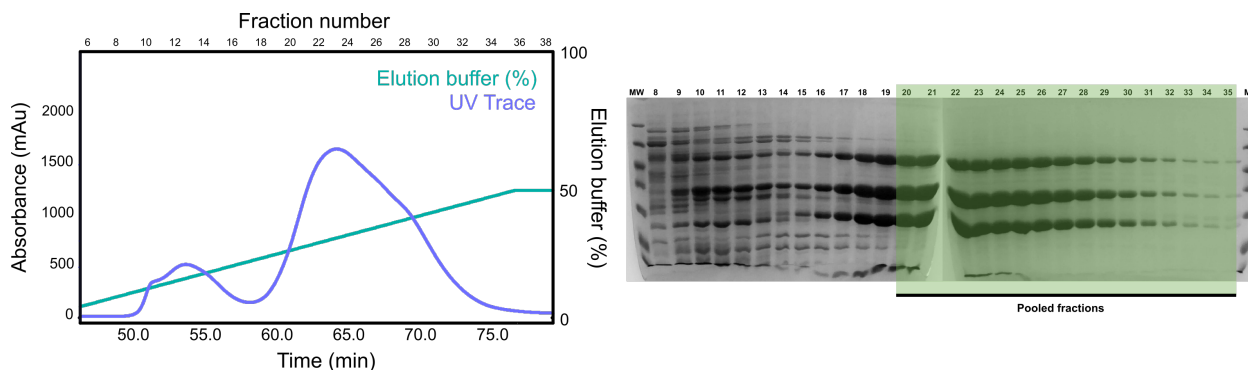 Fraction number
6 8 10 12 14 16 18 20 22 24 26 28 30 32 34 36 38
100
Elution buffer (%)
UV Trace
Absorbance (mAu)
2000
1500
1000
500
0
50
0
Elution buffer (%)
50.0 55.0 60.0 65.0 70.0 75.0
Time (min)
MW 8 9 10 11 12 13 14 15 16 17 18 19 20 21 22 23 24 25 26 27 28 29 30 31 32 33 34 35 M
Pooled fractions